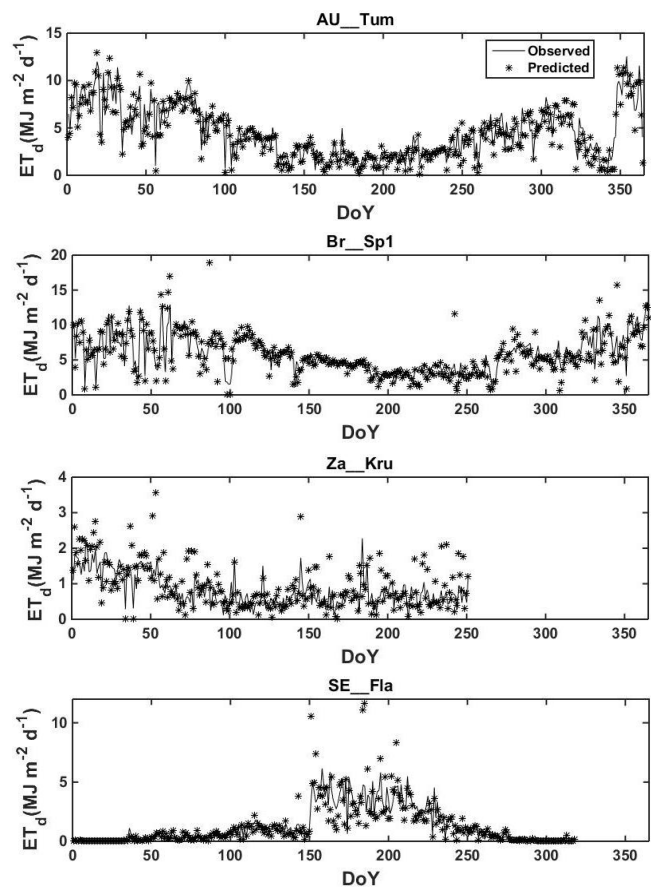 AU__Tum
ET_d(MJ m^-2 d^-1)
15
10
5
0
Observed
Predicted
0 50 100 150 200 250 300 350
DoY
Br__Sp1
ET_d(MJ m^-2 d^-1)
20
15
10
5
0
0 50 100 150 200 250 300 350
DoY
Za__Kru
ET_d(MJ m^-2 d^-1)
4
3
2
1
0
0 50 100 150 200 250 300 350
DoY
SE__Fla
ET_d(MJ m^-2 d^-1)
10
5
0
0 50 100 150 200 250 300 350
DoY